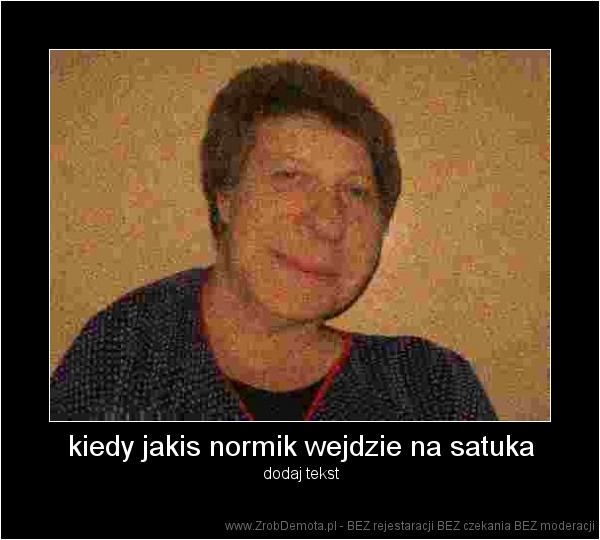 kiedy jakis normik wejdzie na satuka
dodaj tekst
www.ZrobDemota.pl - BEZ rejestaracji BEZ czekania BEZ moderacji